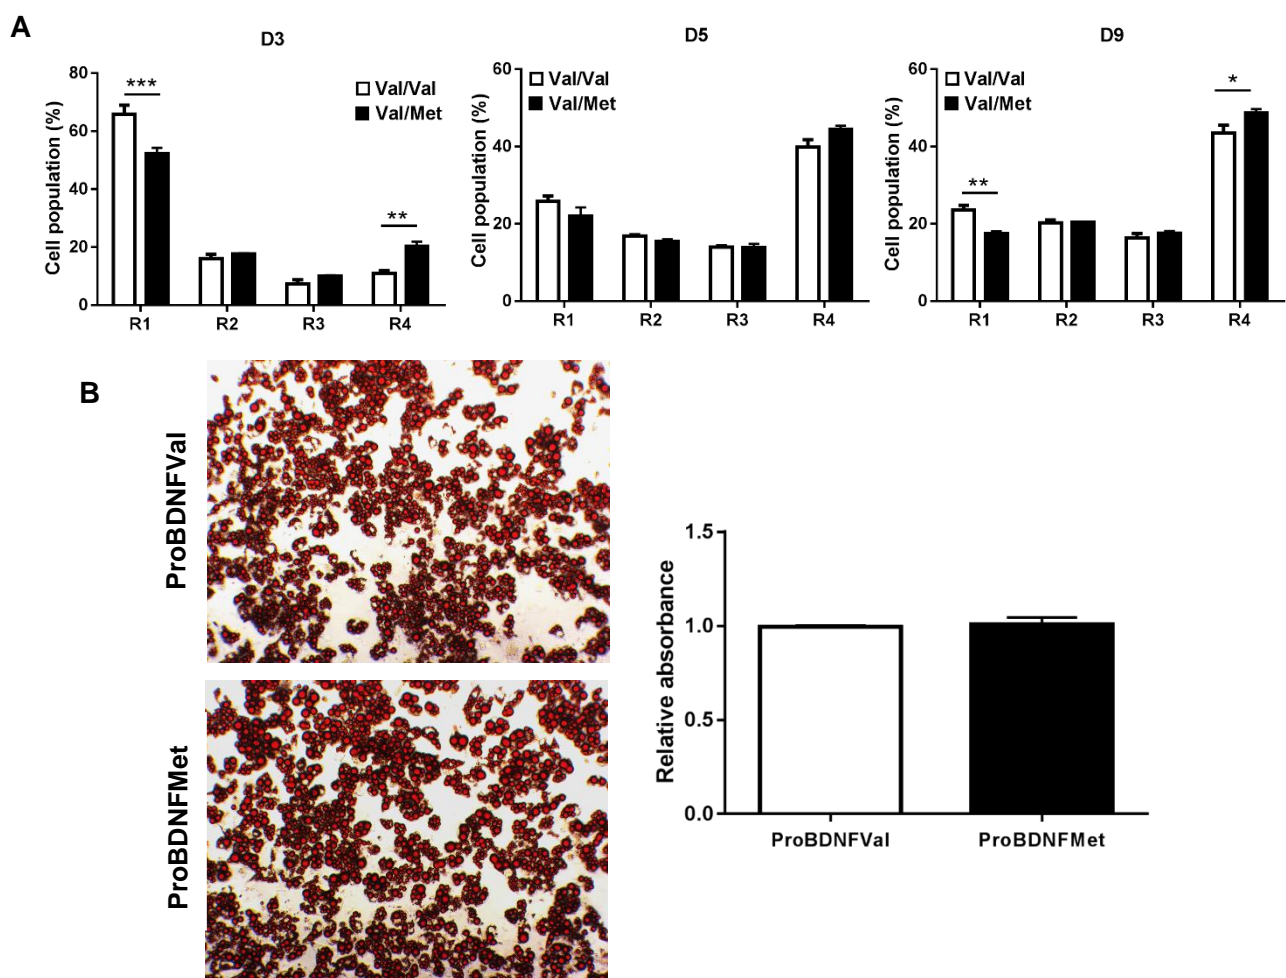 A
D3
D5
D9
Cell population (%)
80
60
40
20
0
***
**
Val/Val
Val/Met
R1
R2
R3
R4
Cell population (%)
60
40
20
0
Val/Val
Val/Met
R1
R2
R3
R4
Cell population (%)
60
40
20
0
Val/Val
Val/Met
**
*
R1
R2
R3
R4
B
ProBDNFVal
ProBDNFMet
Relative absorbance
1.5
1.0
0.5
0.0
ProBDNFVal
ProBDNFMet